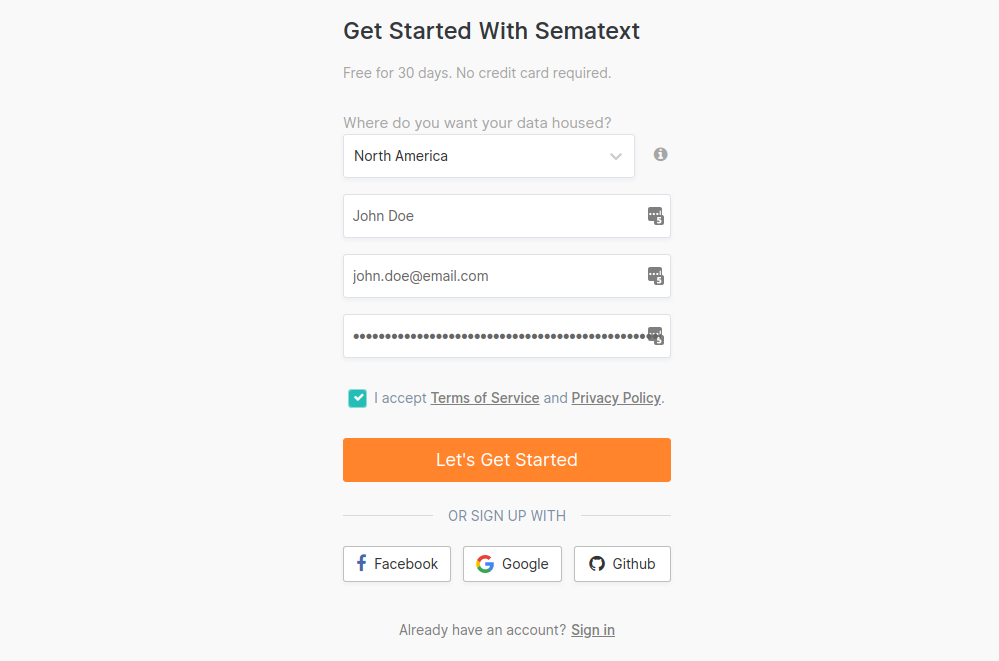 Get Started With Sematext
Free for 30 days. No credit card required.
Where do you want your data housed?
North America
John Doe
john.doe@email.com
I accept Terms of Service and Privacy Policy.
Let's Get Started
OR SIGN UP WITH
Facebook Google Github
Already have an account? Sign in